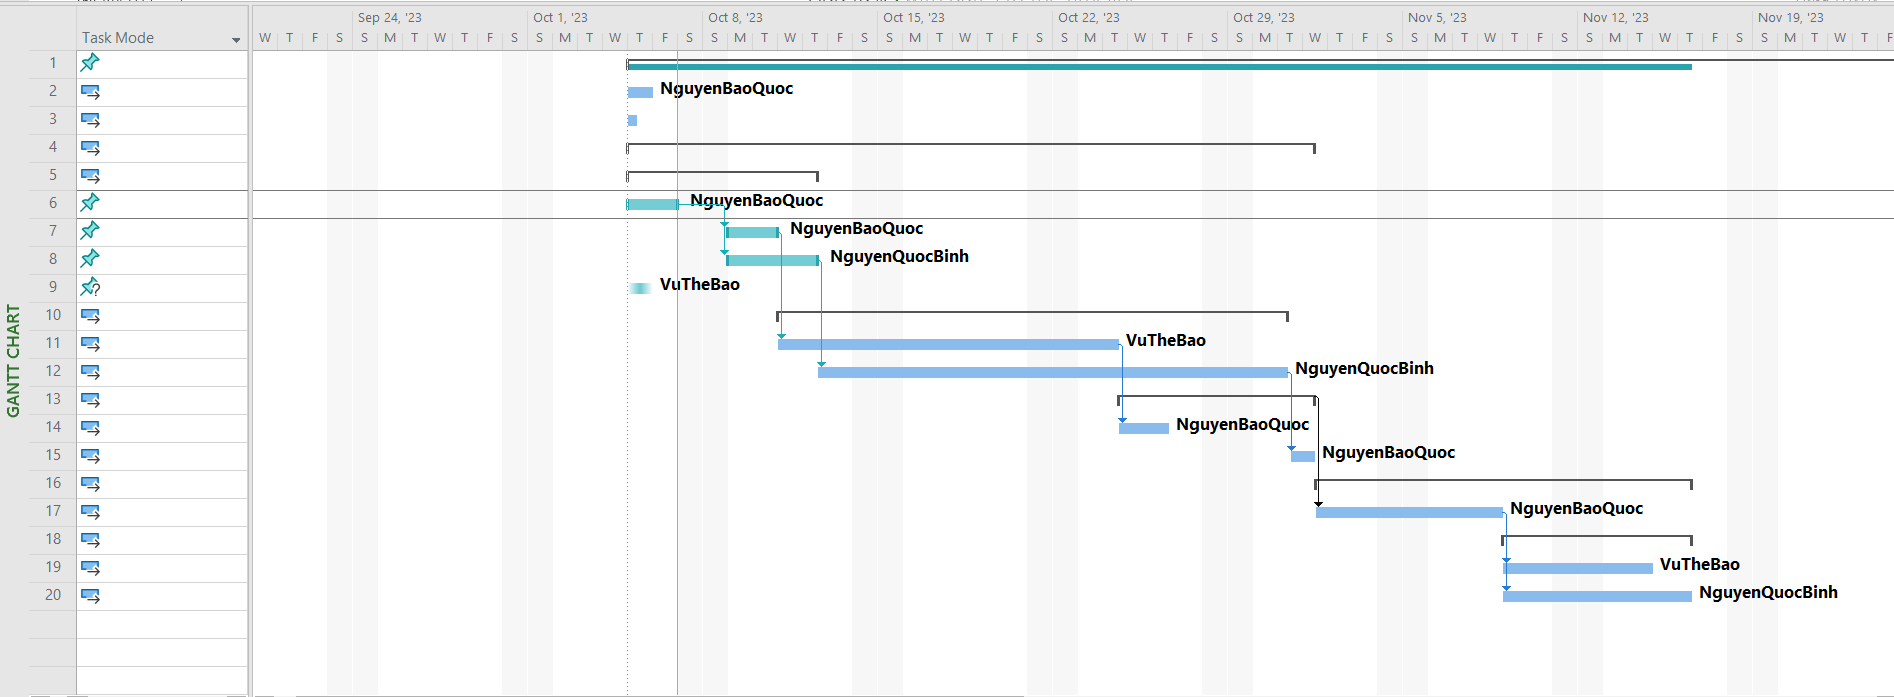 Sep 24, '23 Oct 1, '23 Oct 8, '23 Oct 15, '23 Oct 22, '23 Oct 29, '23 Nov 5, '23 Nov 12, '23 Nov 19, '23
Task Mode W T F S S M T W T F S S M T W T F S S M T W T F S S M T W T F S S M T W T F S S M T W T F S S M T W T F S S M T W T F S S M T W T F
GANTT CHART
1
2 NguyenBaoQuoc
3
4
5
6 NguyenBaoQuoc
7 NguyenBaoQuoc
8 NguyenQuocBinh
9 ? VuTheBao
10
11 VuTheBao
12 NguyenQuocBinh
13
14 NguyenBaoQuoc
15 NguyenBaoQuoc
16
17 NguyenBaoQuoc
18
19 VuTheBao
20 NguyenQuocBinh